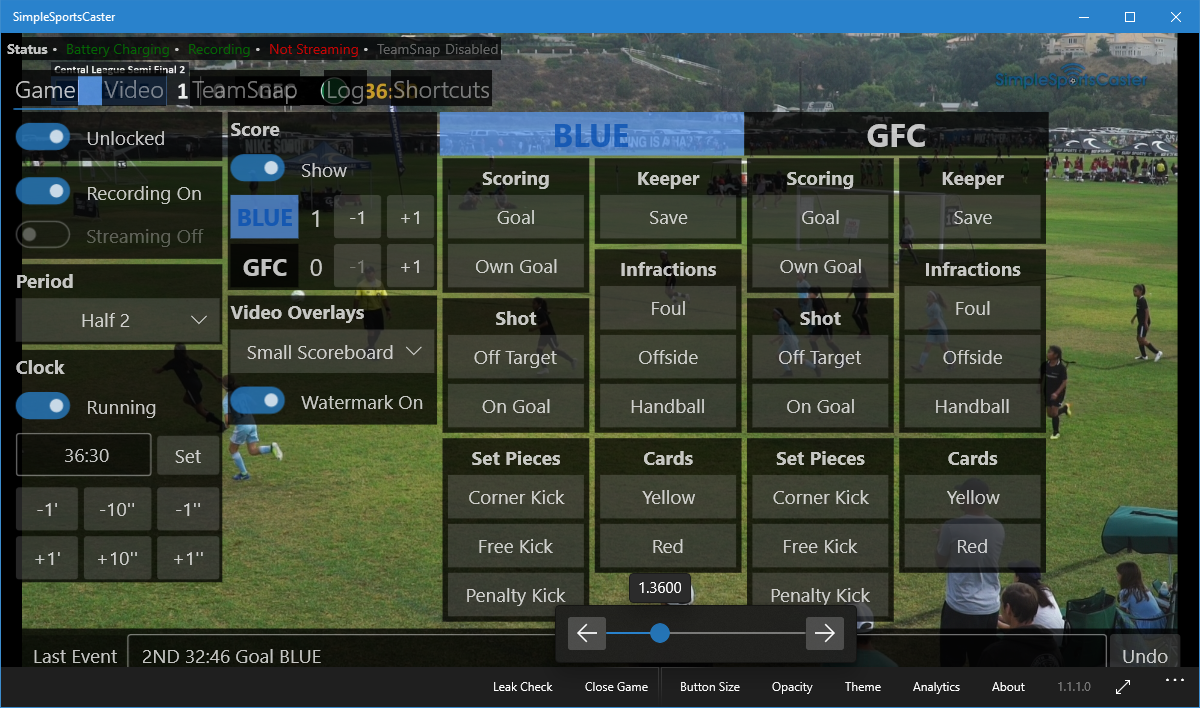 SimpleSportsCaster
Status • Battery Charging • Recording • Not Streaming • TeamSnap Disabled
Central League Semi Final 2
SimpleSportsCaster
Game Video 1 TeamSnap Log 36: Shortcuts
Unlocked
Recording On
Streaming Off
Period
Half 2
Clock
Running
36:30 Set
-1' -10'' -1''
+1' +10'' +1''
Score
Show
BLUE 1 -1 +1
GFC 0 -1 +1
Video Overlays
Small Scoreboard
Watermark On
BLUE
Scoring
Goal
Own Goal
Shot
Off Target
On Goal
Set Pieces
Corner Kick
Free Kick
Penalty Kick
Keeper
Save
Infractions
Foul
Offside
Handball
Cards
Yellow
Red
GFC
Scoring
Goal
Own Goal
Shot
Off Target
On Goal
Set Pieces
Corner Kick
Free Kick
Penalty Kick
Keeper
Save
Infractions
Foul
Offside
Handball
Cards
Yellow
Red
1.3600
Last Event 2ND 32:46 Goal BLUE Undo
Leak Check Close Game Button Size Opacity Theme Analytics About 1.1.1.0